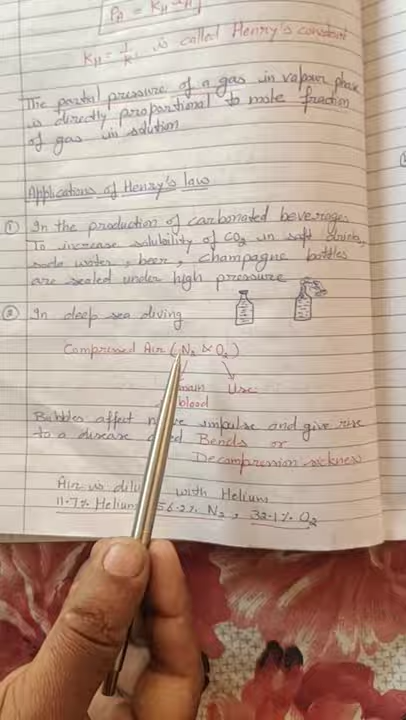 PA = KH
KH = 1/K' is called Henry's constant
The partial pressure of a gas in vapour phase
is directly proportional to mole fraction
of gas in solution
Applications of Henry's law
① In the production of carbonated beverages
To increase solubility of CO2 in soft drinks,
soda water, beer, champagne bottles
are sealed under high pressure
② In deep sea diving
Compressed Air (N2 & O2)
Use
blood
Bubbles affect impulse and give rise
to a disease Bends or
Decompression sickness
Air is with Helium
11.7% Helium 56.2% N2, 32.1% O2